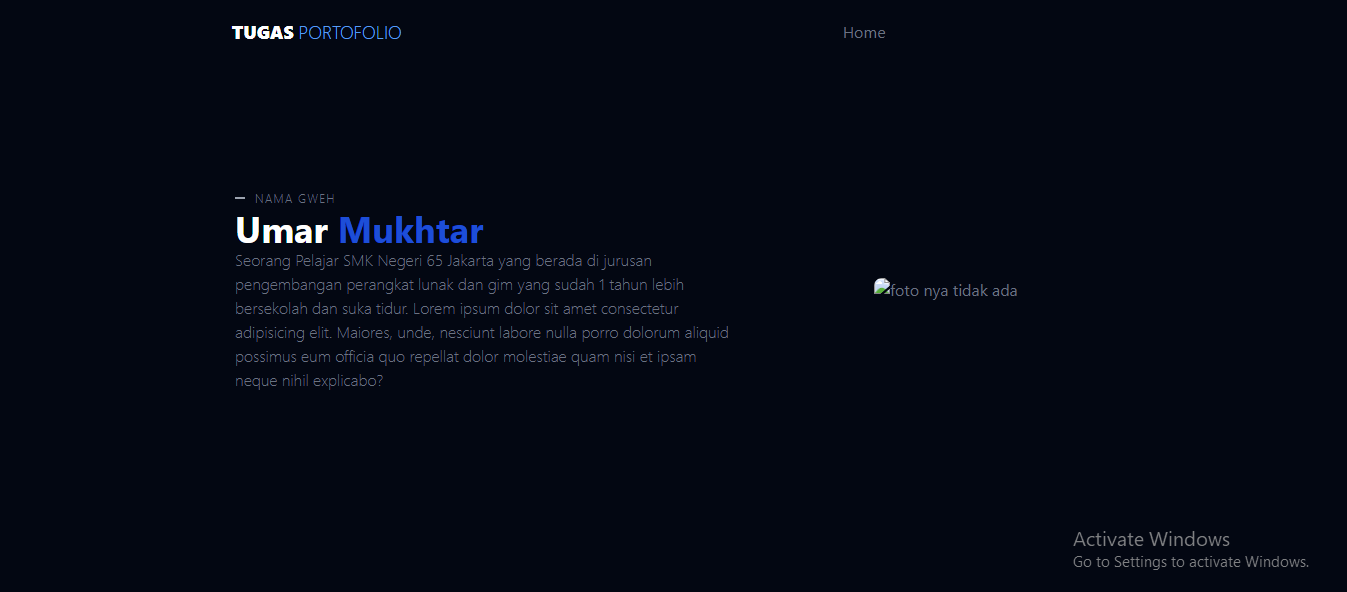 TUGAS PORTOFOLIO
Home
NAMA GWEH
Umar Mukhtar
Seorang Pelajar SMK Negeri 65 Jakarta yang berada di jurusan
pengembangan perangkat lunak dan gim yang sudah 1 tahun lebih
bersekolah dan suka tidur. Lorem ipsum dolor sit amet consectetur
adipisicing elit. Maiores, unde, nesciunt labore nulla porro dolorum aliquid
possimus eum officia quo repellat dolor molestiae quam nisi et ipsam
neque nihil explicabo?
foto nya tidak ada
Activate Windows
Go to Settings to activate Windows.